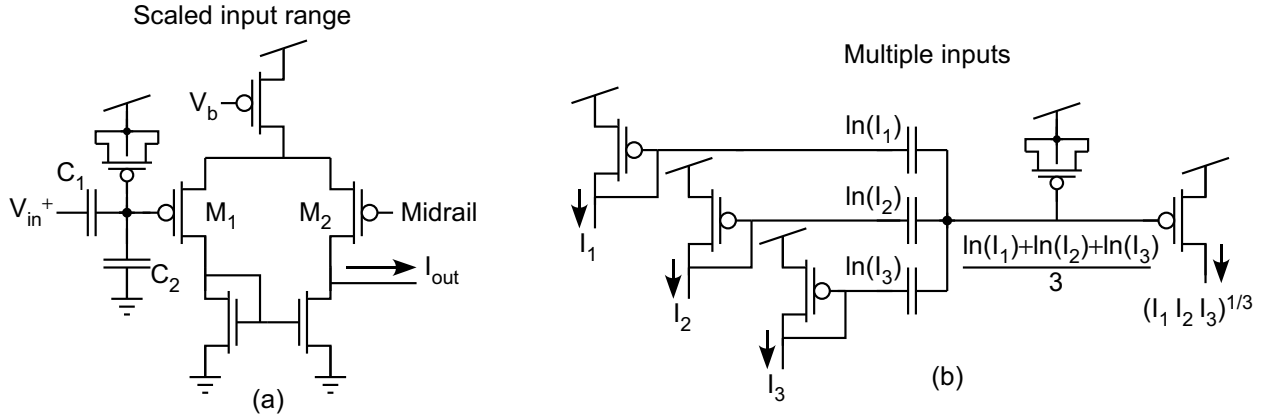 Scaled input range
V_b
C_1
V_in^+
M_1
M_2
Midrail
C_2
I_out
(a)
Multiple inputs
ln(I_1)
I_1
ln(I_2)
I_2
ln(I_3)
I_3
ln(I_1)+ln(I_2)+ln(I_3)
3
(I_1 I_2 I_3)^1/3
(b)